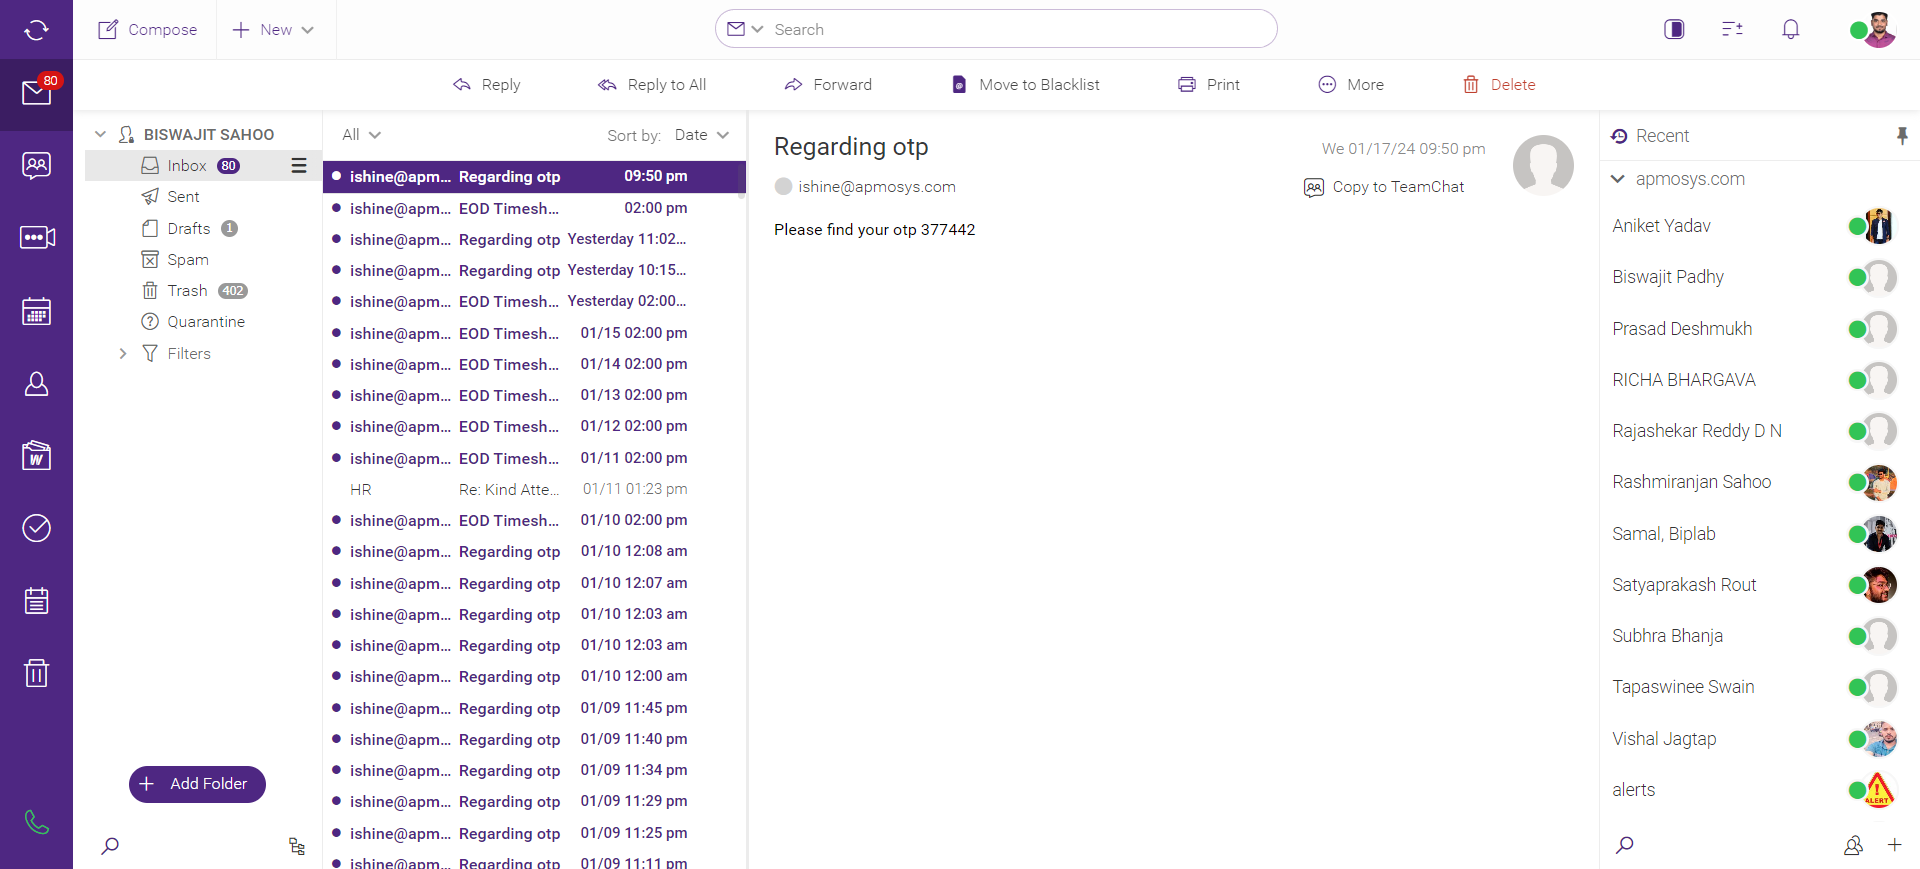 Compose
New
Search
80
Reply
Reply to All
Forward
Move to Blacklist
Print
More
Delete
BISWAJIT SAHOO
Inbox 80
Sent
Drafts 1
Spam
Trash 402
Quarantine
Filters
Add Folder
All
Sort by: Date
ishine@apm... Regarding otp 09:50 pm
ishine@apm... EOD Timesh... 02:00 pm
ishine@apm... Regarding otp Yesterday 11:02...
ishine@apm... Regarding otp Yesterday 10:15...
ishine@apm... EOD Timesh... Yesterday 02:00...
ishine@apm... EOD Timesh... 01/15 02:00 pm
ishine@apm... EOD Timesh... 01/14 02:00 pm
ishine@apm... EOD Timesh... 01/13 02:00 pm
ishine@apm... EOD Timesh... 01/12 02:00 pm
ishine@apm... EOD Timesh... 01/11 02:00 pm
HR Re: Kind Atte... 01/11 01:23 pm
ishine@apm... EOD Timesh... 01/10 02:00 pm
ishine@apm... Regarding otp 01/10 12:08 am
ishine@apm... Regarding otp 01/10 12:07 am
ishine@apm... Regarding otp 01/10 12:03 am
ishine@apm... Regarding otp 01/10 12:03 am
ishine@apm... Regarding otp 01/10 12:00 am
ishine@apm... Regarding otp 01/09 11:45 pm
ishine@apm... Regarding otp 01/09 11:40 pm
ishine@apm... Regarding otp 01/09 11:34 pm
ishine@apm... Regarding otp 01/09 11:29 pm
ishine@apm... Regarding otp 01/09 11:25 pm
ishine@apm... Regarding otp 01/09 11:11 pm
Regarding otp
We 01/17/24 09:50 pm
ishine@apmosys.com
Copy to TeamChat
Please find your otp 377442
Recent
apmosys.com
Aniket Yadav
Biswajit Padhy
Prasad Deshmukh
RICHA BHARGAVA
Rajashekar Reddy D N
Rashmiranjan Sahoo
Samal, Biplab
Satyaprakash Rout
Subhra Bhanja
Tapaswinee Swain
Vishal Jagtap
alerts
ALERT